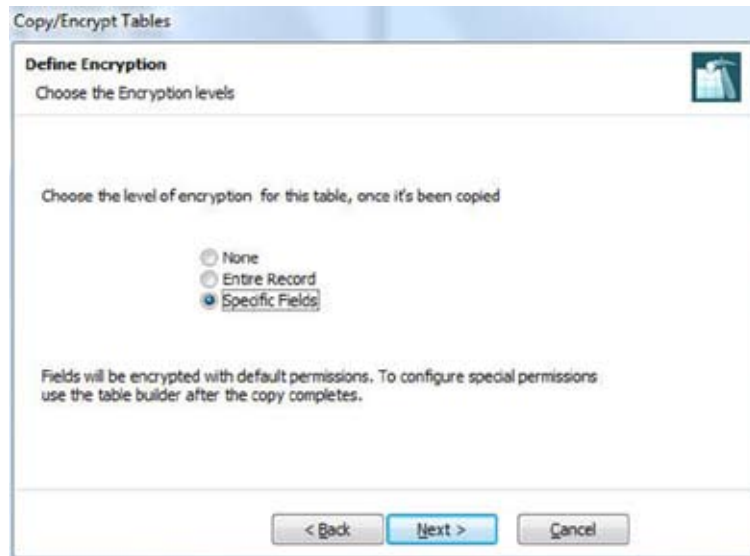 Copy/Encrypt Tables
Define Encryption
Choose the Encryption levels
Choose the level of encryption for this table, once it's been copied
None
Entire Record
Specific Fields
Fields will be encrypted with default permissions. To configure special permissions
use the table builder after the copy completes.
< Back
Next >
Cancel